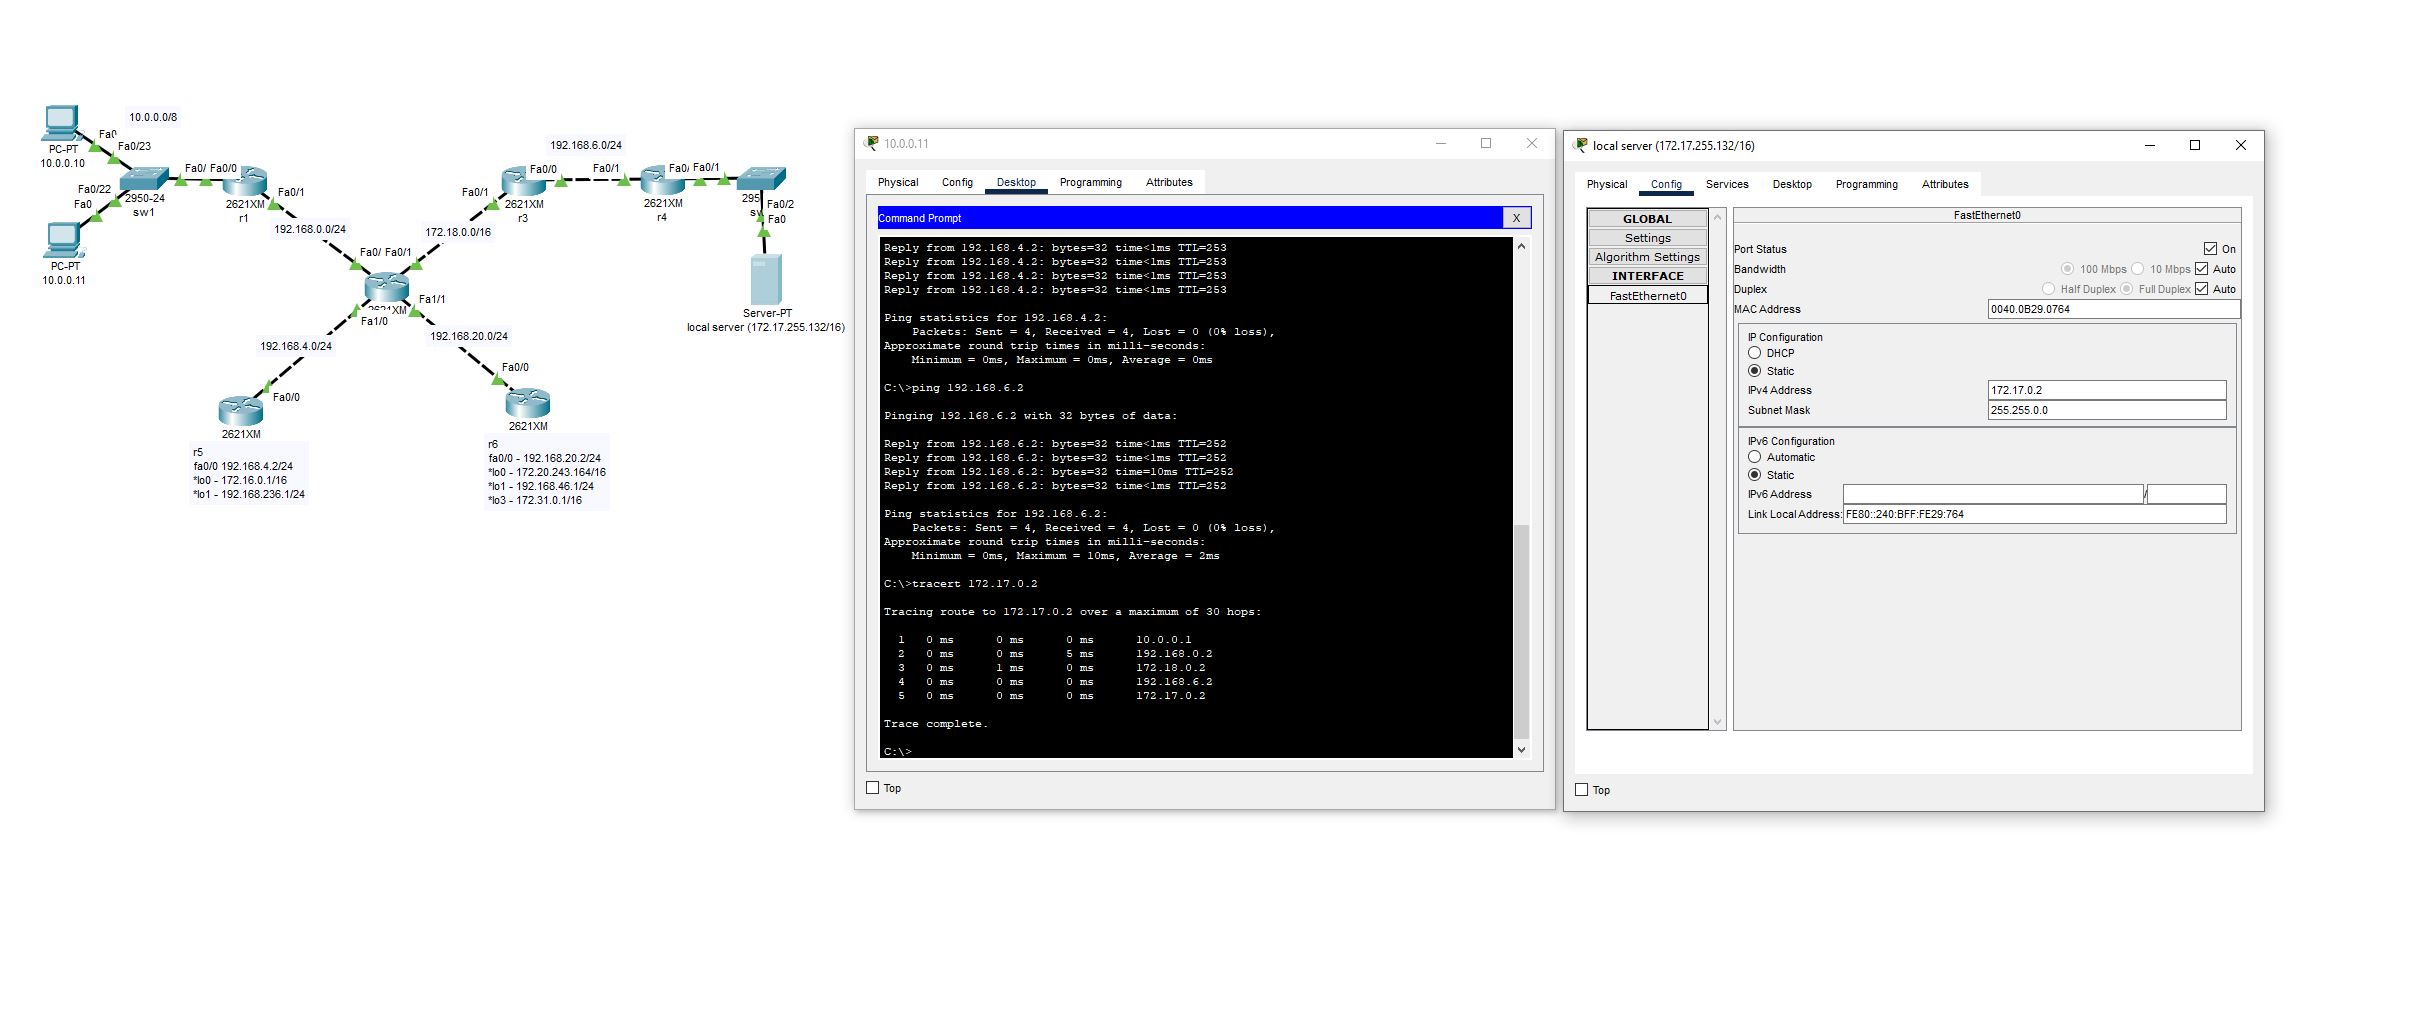 10.0.0.0/8
Fa0
Fa0/23
PC-PT
10.0.0.10
Fa0/22
Fa0
2950-24
sw1
PC-PT
10.0.0.11
Fa0/ Fa0/0
2621XM
r1
Fa0/1
192.168.0.0/24
192.168.6.0/24
Fa0/0
Fa0/1
2621XM
r3
Fa0/1
172.18.0.0/16
Fa0/ Fa0/1
2621XM
r4
295
sw
Fa0/2
Fa0
Server-PT
local server (172.17.255.132/16)
Fa0/ Fa0/1
Fa1/1
Fa1/0
192.168.4.0/24
192.168.20.0/24
Fa0/0
2621XM
r5
fa0/0 192.168.4.2/24
*lo0 - 172.16.0.1/16
*lo1 - 192.168.236.1/24
Fa0/0
2621XM
r6
fa0/0 - 192.168.20.2/24
*lo0 - 172.20.243.164/16
*lo1 - 192.168.46.1/24
*lo3 - 172.31.0.1/16
10.0.0.11
Physical Config Desktop Programming Attributes
Command Prompt
X
Reply from 192.168.4.2: bytes=32 time<1ms TTL=253
Reply from 192.168.4.2: bytes=32 time<1ms TTL=253
Reply from 192.168.4.2: bytes=32 time<1ms TTL=253
Reply from 192.168.4.2: bytes=32 time<1ms TTL=253
Ping statistics for 192.168.4.2:
Packets: Sent = 4, Received = 4, Lost = 0 (0% loss),
Approximate round trip times in milli-seconds:
Minimum = 0ms, Maximum = 0ms, Average = 0ms
C:\>ping 192.168.6.2
Pinging 192.168.6.2 with 32 bytes of data:
Reply from 192.168.6.2: bytes=32 time<1ms TTL=252
Reply from 192.168.6.2: bytes=32 time<1ms TTL=252
Reply from 192.168.6.2: bytes=32 time=10ms TTL=252
Reply from 192.168.6.2: bytes=32 time<1ms TTL=252
Ping statistics for 192.168.6.2:
Packets: Sent = 4, Received = 4, Lost = 0 (0% loss),
Approximate round trip times in milli-seconds:
Minimum = 0ms, Maximum = 10ms, Average = 2ms
C:\>tracert 172.17.0.2
Tracing route to 172.17.0.2 over a maximum of 30 hops:
1 0 ms 0 ms 0 ms 10.0.0.1
2 0 ms 0 ms 5 ms 192.168.0.2
3 0 ms 1 ms 0 ms 172.18.0.2
4 0 ms 0 ms 0 ms 192.168.6.2
5 0 ms 0 ms 0 ms 172.17.0.2
Trace complete.
C:\>
Top
local server (172.17.255.132/16)
Physical Config Services Desktop Programming Attributes
GLOBAL
Settings
Algorithm Settings
INTERFACE
FastEthernet0
FastEthernet0
Port Status On
Bandwidth 100 Mbps 10 Mbps Auto
Duplex Half Duplex Full Duplex Auto
MAC Address 0040.0B29.0764
IP Configuration
DHCP
Static
IPv4 Address 172.17.0.2
Subnet Mask 255.255.0.0
IPv6 Configuration
Automatic
Static
IPv6 Address /
Link Local Address: FE80::240:BFF:FE29:764
Top